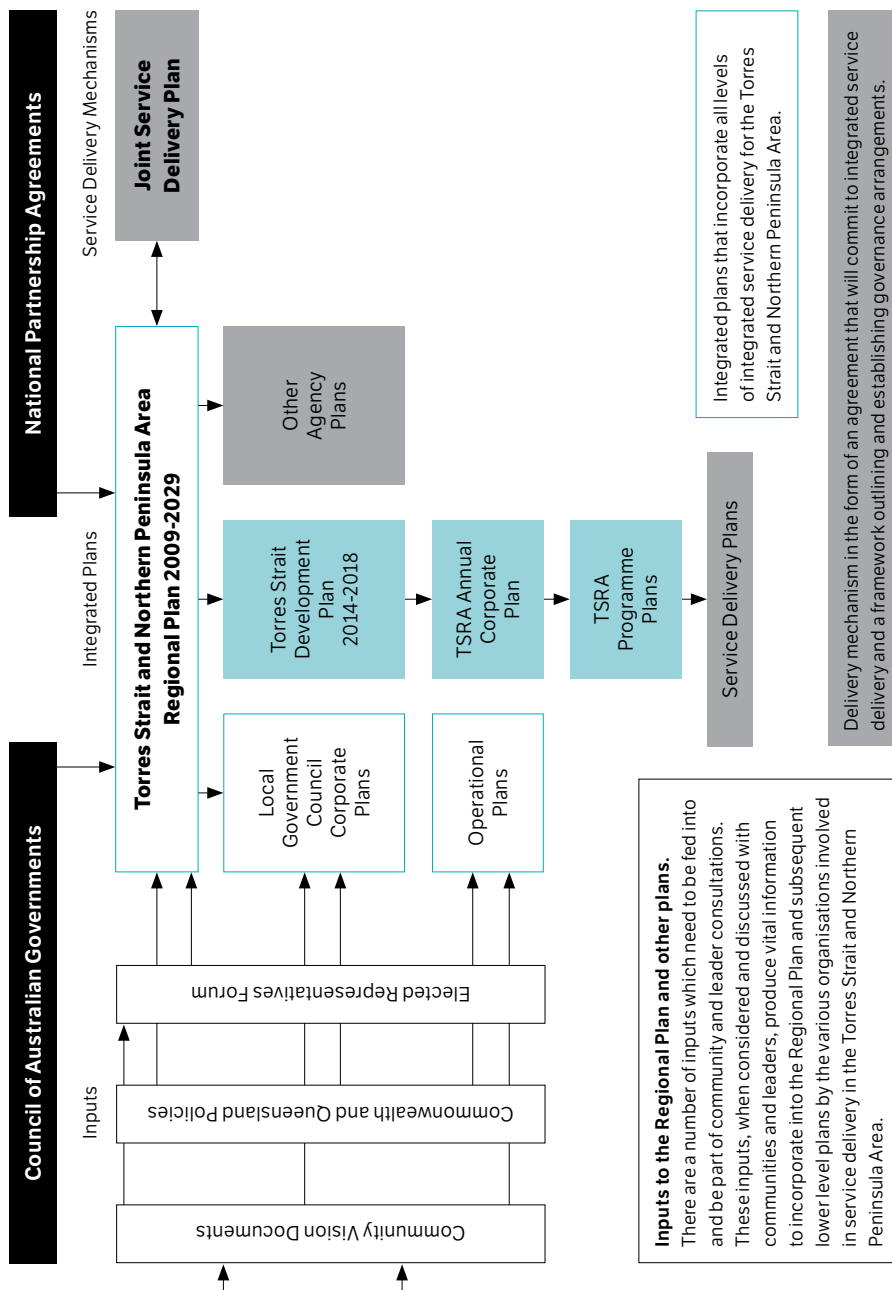 Council of Australian Governments
National Partnership Agreements
Inputs
Integrated Plans
Service Delivery Mechanisms
Community Vision Documents
Commonwealth and Queensland Policies
Elected Representatives Forum
Torres Strait and Northern Peninsula Area
Regional Plan 2009-2029
Joint Service
Delivery Plan
Local
Government
Council
Corporate
Plans
Torres Strait
Development
Plan
2014-2018
Other
Agency
Plans
Operational
Plans
TSRA Annual
Corporate
Plan
TSRA
Programme
Plans
Service Delivery Plans
Inputs to the Regional Plan and other plans.
There are a number of inputs which need to be fed into
and be part of community and leader consultations.
These inputs, when considered and discussed with
communities and leaders, produce vital information
to incorporate into the Regional Plan and subsequent
lower level plans by the various organisations involved
in service delivery in the Torres Strait and Northern
Peninsula Area.
Integrated plans that incorporate all levels
of integrated service delivery for the Torres
Strait and Northern Peninsula Area.
Delivery mechanism in the form of an agreement that will commit to integrated service
delivery and a framework outlining and establishing governance arrangements.